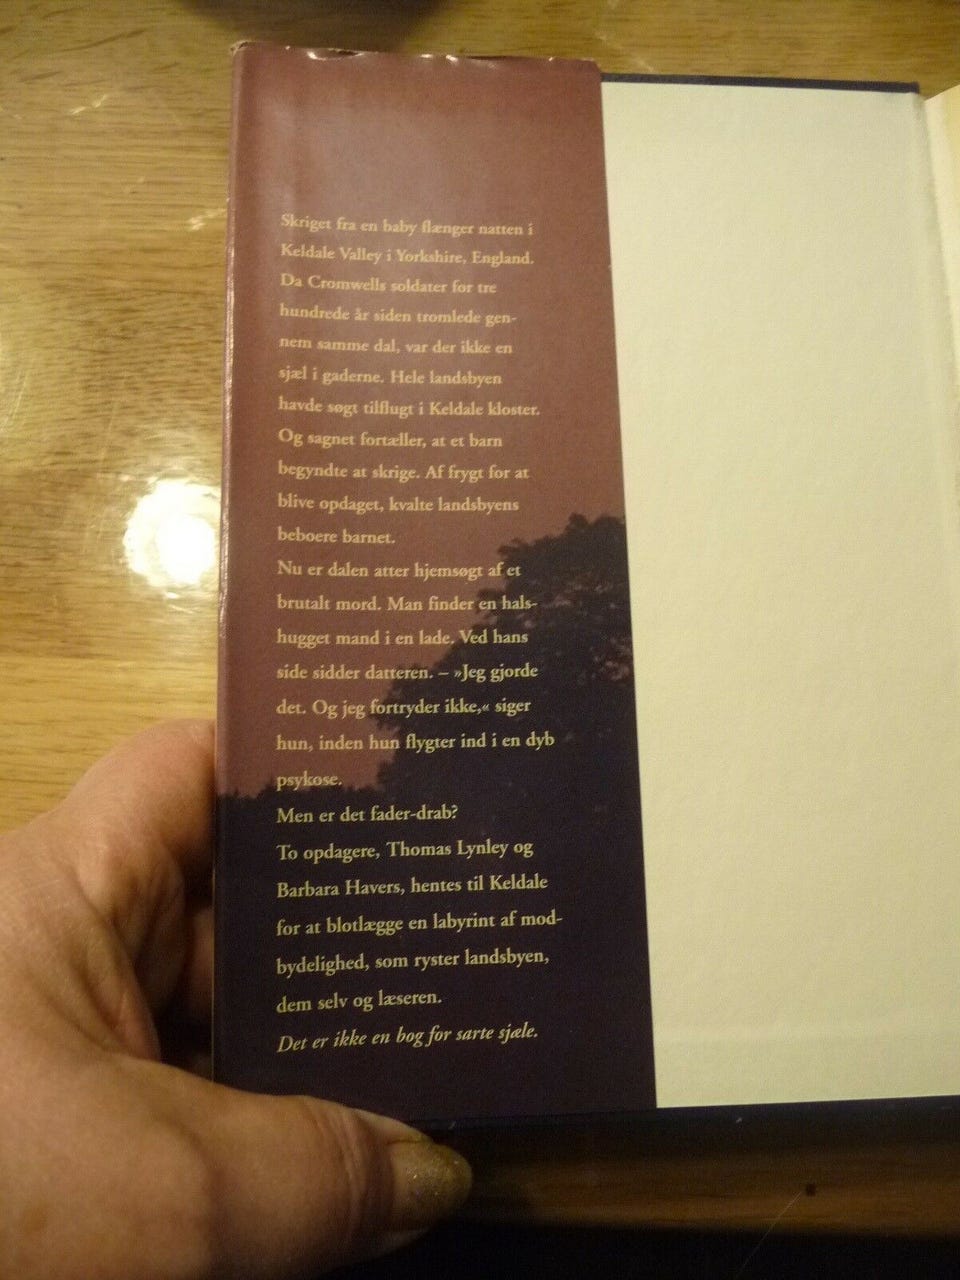 Skriget fra en baby flænger natten i
Keldale Valley i Yorkshire, England.
Da Cromwells soldater for tre
hundrede år siden tromlede gen-
nem samme dal, var der ikke en
sjæl i gaderne. Hele landsbyen
havde søgt tilflugt i Keldale kloster.
Og sagnet fortæller, at et barn
begyndte at skrige. Af frygt for at
blive opdaget, kvalte landsbyens
beboere barnet.
Nu er dalen atter hjemsøgt af et
brutalt mord. Man finder en hals-
hugget mand i en lade. Ved hans
side sidder datteren. – »Jeg gjorde
det. Og jeg fortryder ikke,« siger
hun, inden hun flygter ind i en dyb
psykose.
Men er det fader-drab?
To opdagere, Thomas Lynley og
Barbara Havers, hentes til Keldale
for at blotlægge en labyrint af mod-
bydelighed, som ryster landsbyen,
dem selv og læseren.
Det er ikke en bog for sarte sjæle.